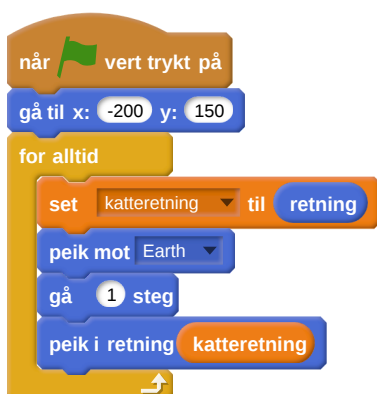 når vert trykt på
gå til x: -200 y: 150
for alltid
set katteretning til retning
peik mot Earth
gå 1 steg
peik i retning katteretning